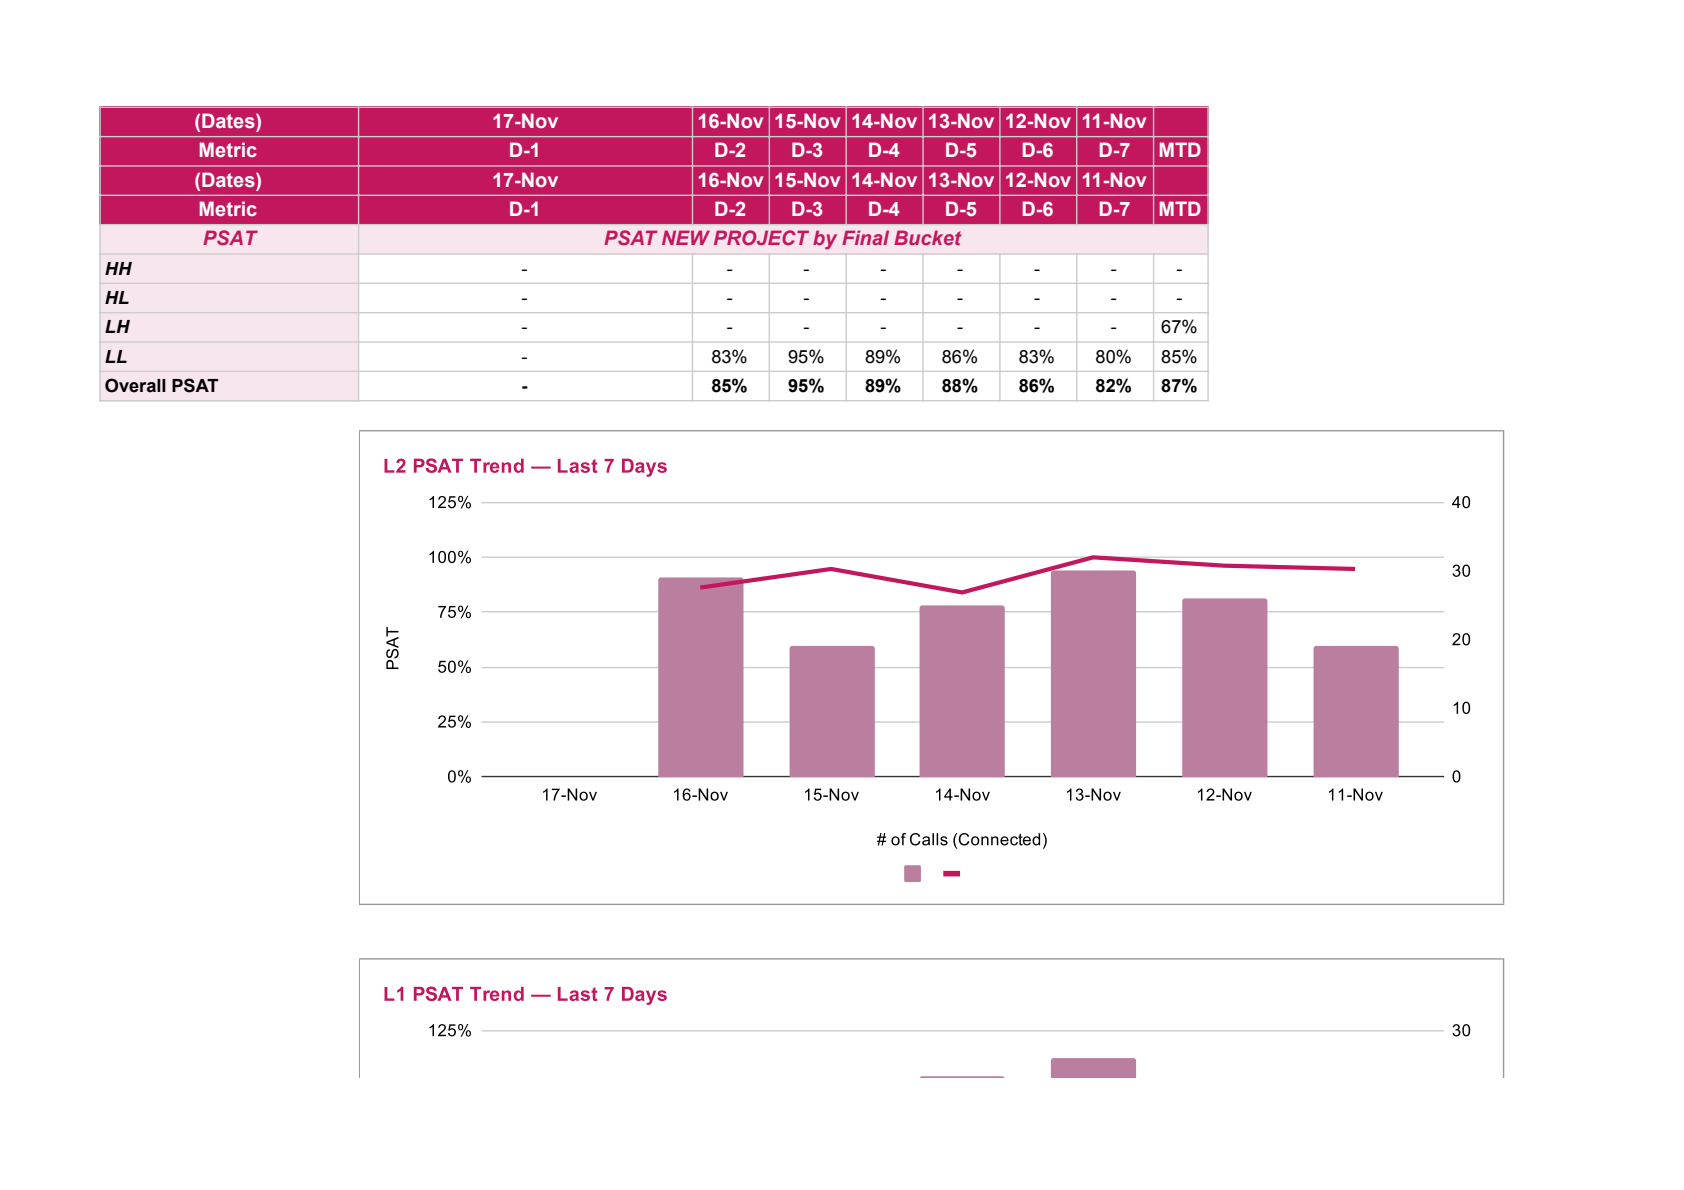 (Dates) 17-Nov 16-Nov 15-Nov 14-Nov 13-Nov 12-Nov 11-Nov
Metric D-1 D-2 D-3 D-4 D-5 D-6 D-7 MTD
(Dates) 17-Nov 16-Nov 15-Nov 14-Nov 13-Nov 12-Nov 11-Nov
Metric D-1 D-2 D-3 D-4 D-5 D-6 D-7 MTD
PSAT PSAT NEW PROJECT by Final Bucket
HH - - - - - - - -
HL - - - - - - - -
LH - - - - - - - 67%
LL - 83% 95% 89% 86% 83% 80% 85%
Overall PSAT - 85% 95% 89% 88% 86% 82% 87%
L2 PSAT Trend — Last 7 Days
125% 40
100%
30
75%
20
50%
PSAT
25% 10
0% 0
17-Nov 16-Nov 15-Nov 14-Nov 13-Nov 12-Nov 11-Nov
# of Calls (Connected)
L1 PSAT Trend — Last 7 Days
125% 30